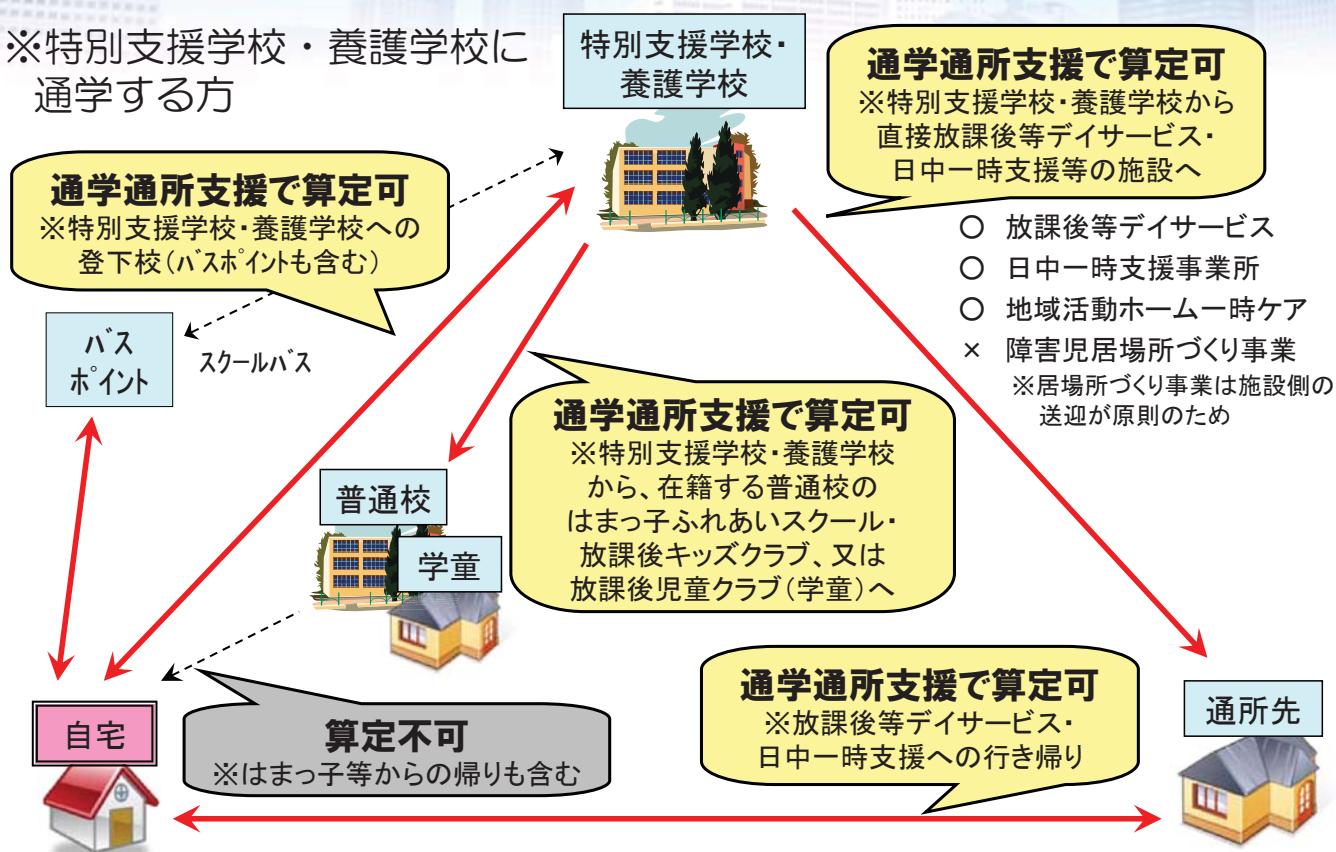 ※特別支援学校・養護学校に
通学する方
特別支援学校・
養護学校
通学通所支援で算定可
※特別支援学校・養護学校から
直接放課後等デイサービス・
日中一時支援等の施設へ
通学通所支援で算定可
※特別支援学校・養護学校への
登下校(ﾊﾞｽﾎﾟｲﾝﾄも含む)
○ 放課後等デイサービス
○ 日中一時支援事業所
○ 地域活動ホーム一時ケア
× 障害児居場所づくり事業
※居場所づくり事業は施設側の
送迎が原則のため
ﾊﾞｽ
ﾎﾟｲﾝﾄ
ｽｸｰﾙﾊﾞｽ
通学通所支援で算定可
※特別支援学校・養護学校
から、在籍する普通校の
はまっ子ふれあいスクール・
放課後キッズクラブ、又は
放課後児童クラブ(学童)へ
普通校
学童
自宅
算定不可
※はまっ子等からの帰りも含む
通学通所支援で算定可
※放課後等デイサービス・
日中一時支援への行き帰り
通所先